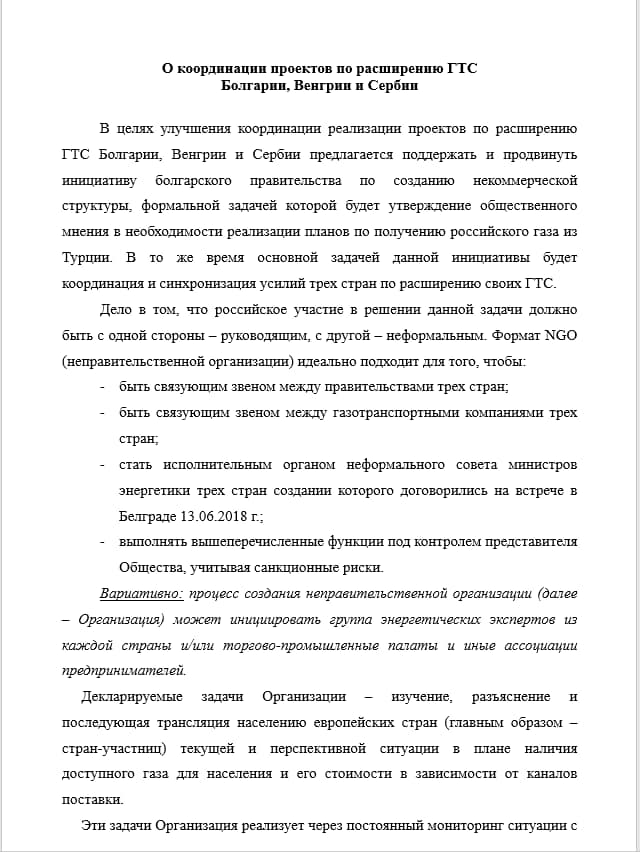 О координации проектов по расширению ГТС
Болгарии, Венгрии и Сербии
В целях улучшения координации реализации проектов по расширению
ГТС Болгарии, Венгрии и Сербии предлагается поддержать и продвинуть
инициативу болгарского правительства по созданию некоммерческой
структуры, формальной задачей которой будет утверждение общественного
мнения в необходимости реализации планов по получению российского газа из
Турции. В то же время основной задачей данной инициативы будет
координация и синхронизация усилий трех стран по расширению своих ГТС.
Дело в том, что российское участие в решении данной задачи должно
быть с одной стороны – руководящим, с другой – неформальным. Формат NGO
(неправительственной организации) идеально подходит для того, чтобы:
- быть связующим звеном между правительствами трех стран;
- быть связующим звеном между газотранспортными компаниями трех
стран;
- стать исполнительным органом неформального совета министров
энергетики трех стран создании которого договорились на встрече в
Белграде 13.06.2018 г.;
- выполнять вышеперечисленные функции под контролем представителя
Общества, учитывая санкционные риски.
Вариативно: процесс создания неправительственной организации (далее
– Организация) может инициировать группа энергетических экспертов из
каждой страны и/или торгово-промышленные палаты и иные ассоциации
предпринимателей.
Декларируемые задачи Организации – изучение, разъяснение и
последующая трансляция населению европейских стран (главным образом –
стран-участниц) текущей и перспективной ситуации в плане наличия
доступного газа для населения и его стоимости в зависимости от каналов
поставки.
Эти задачи Организация реализует через постоянный мониторинг ситуации с